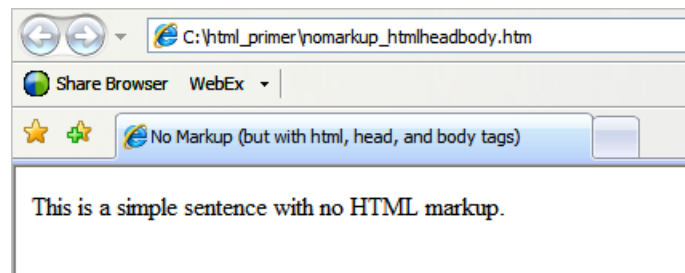 C:\html_primer\nomarkup_htmlheadbody.htm
Share Browser WebEx
No Markup (but with html, head, and body tags)
This is a simple sentence with no HTML markup.